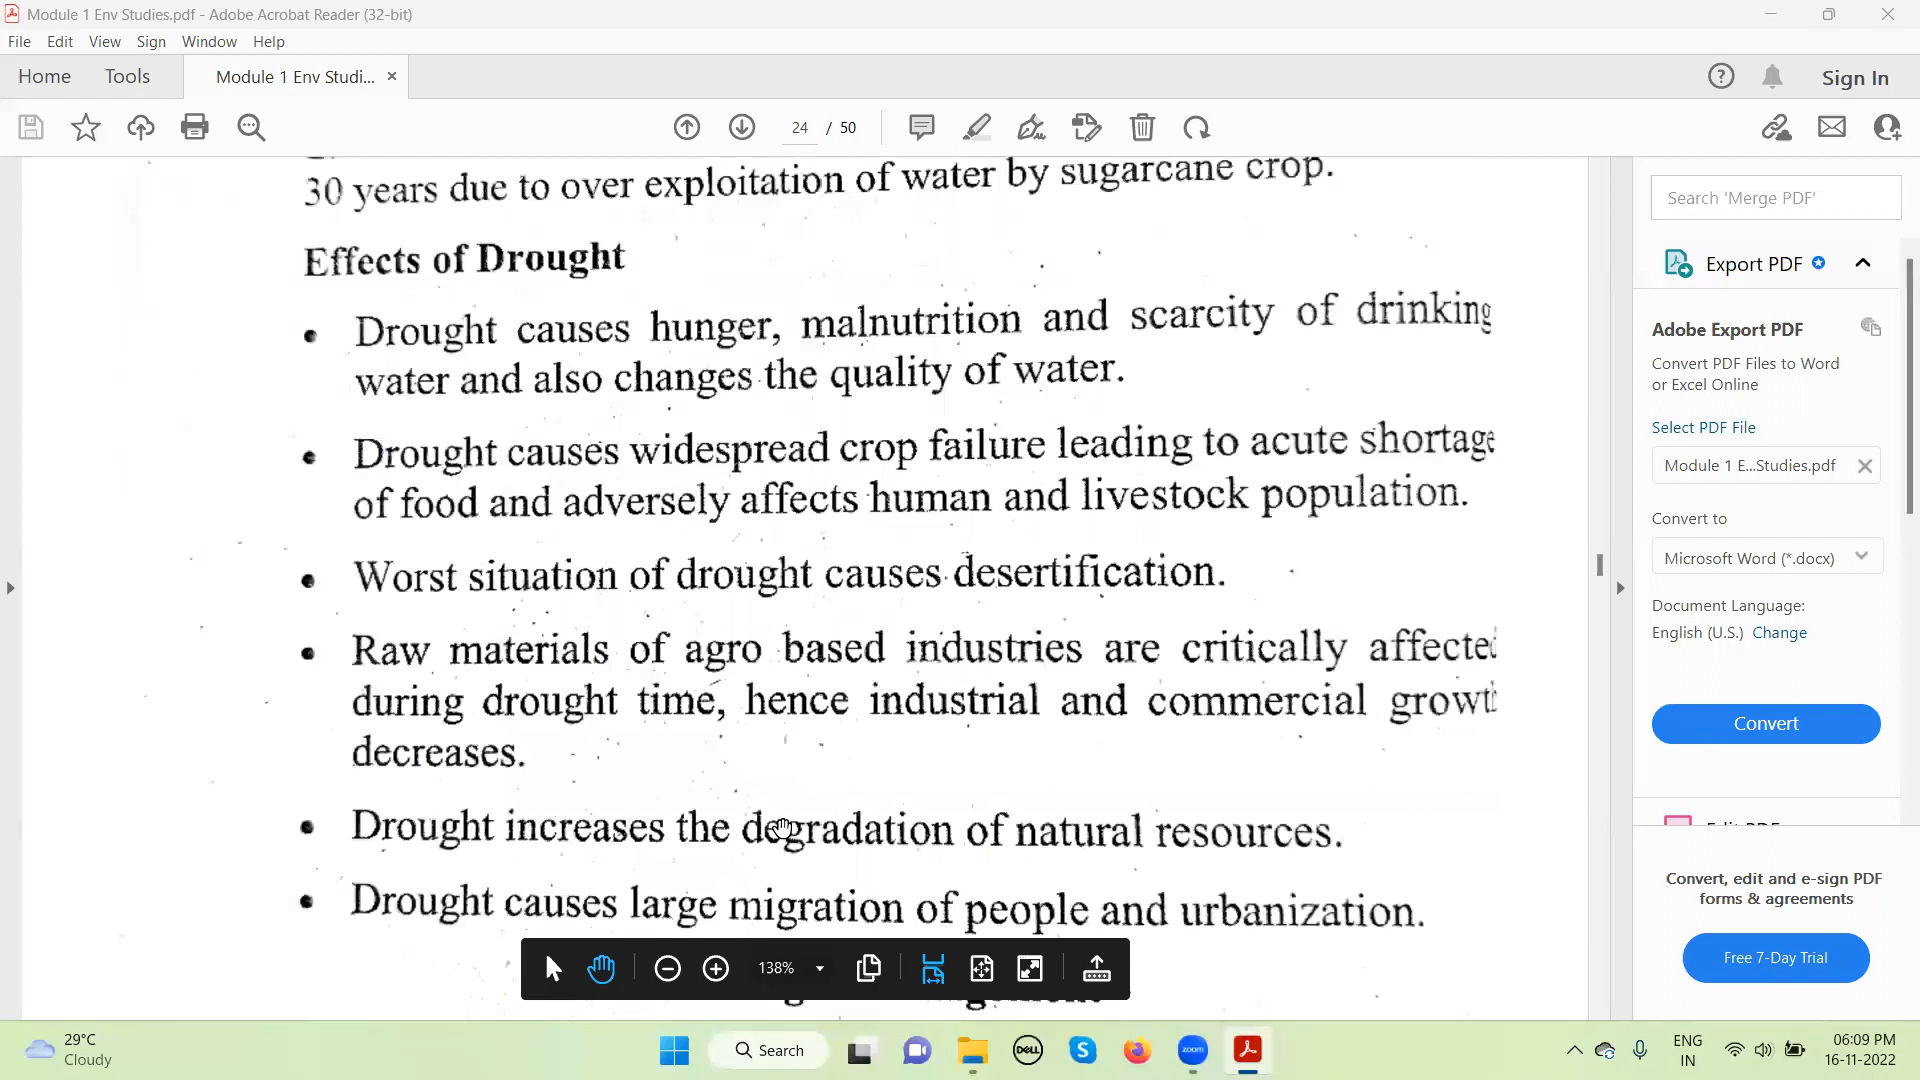 Module 1 Env Studies.pdf - Adobe Acrobat Reader (32-bit)
File Edit View Sign Window Help
Home Tools Module 1 Env Studi... ×
Sign In
24 / 50
30 years due to over exploitation of water by sugarcane crop.
Effects of Drought
• Drought causes hunger, malnutrition and scarcity of drinking
water and also changes the quality of water.
• Drought causes widespread crop failure leading to acute shortage
of food and adversely affects human and livestock population.
• Worst situation of drought causes desertification.
• Raw materials of agro based industries are critically affected
during drought time, hence industrial and commercial growth
decreases.
• Drought increases the degradation of natural resources.
• Drought causes large migration of people and urbanization.
138%
Search 'Merge PDF'
Export PDF
Adobe Export PDF
Convert PDF Files to Word
or Excel Online
Select PDF File
Module 1 E...Studies.pdf
Convert to
Microsoft Word (*.docx)
Document Language:
English (U.S.) Change
Convert
Convert, edit and e-sign PDF
forms & agreements
Free 7-Day Trial
29°C
Cloudy
Search
DELL
zoom
ENG
IN
06:09 PM
16-11-2022